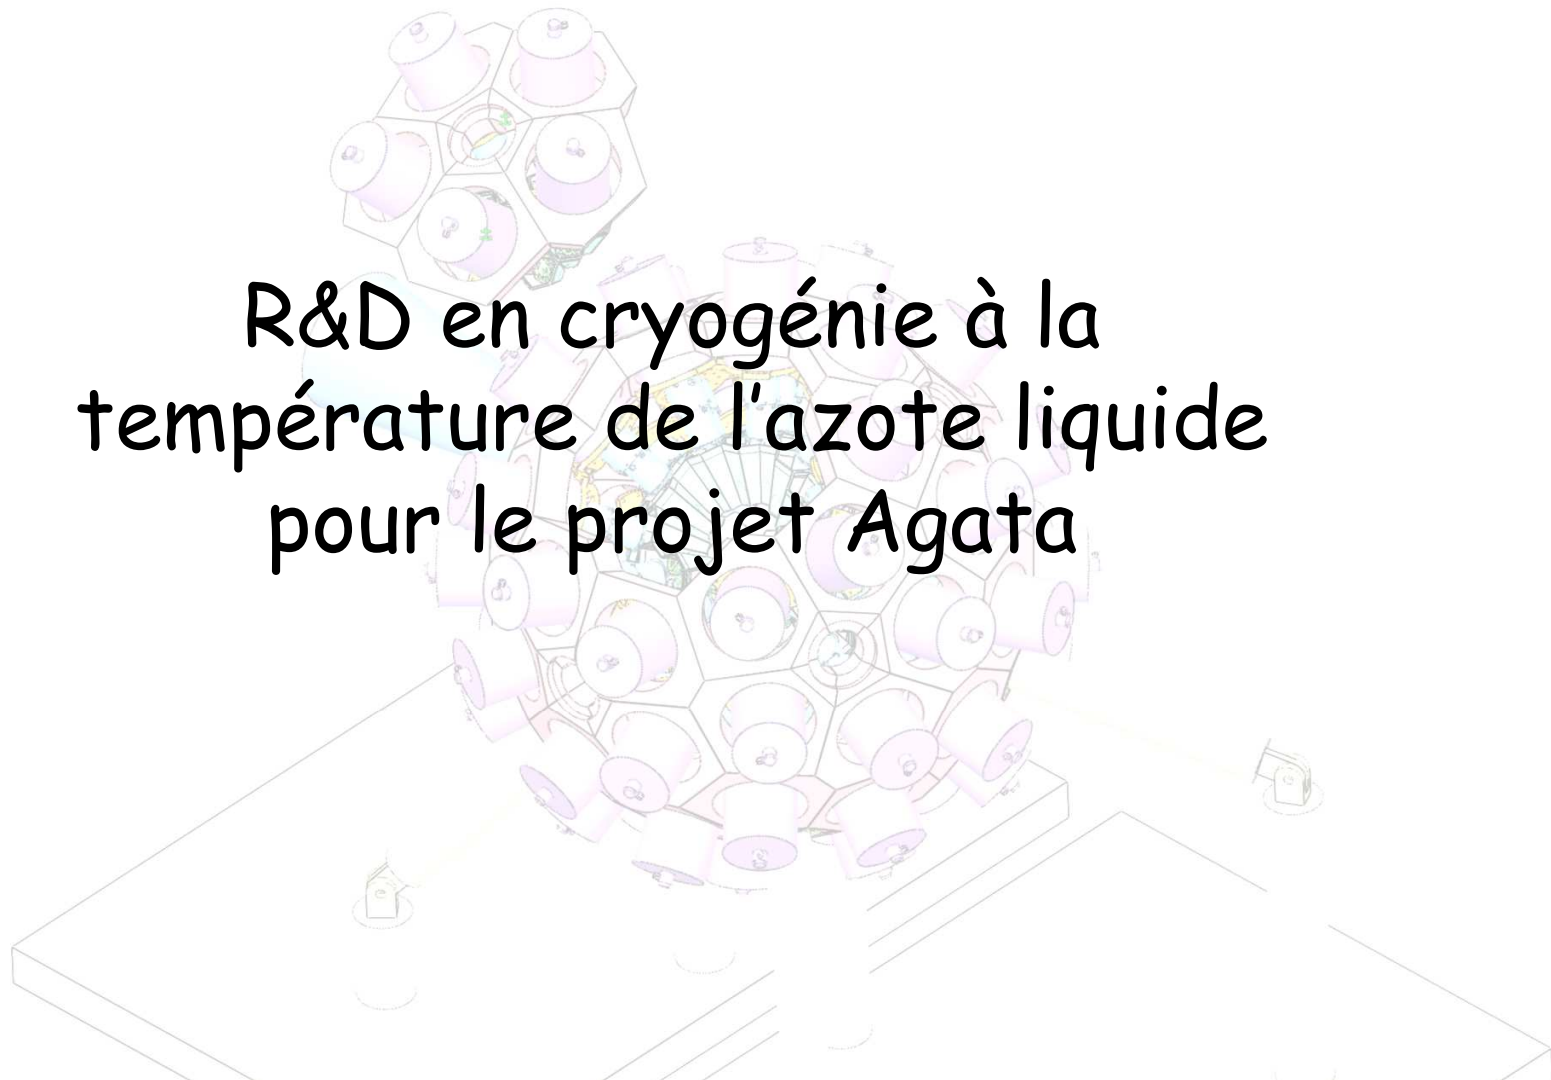 R&D en cryogénie à la
température de l’azote liquide
pour le projet Agata